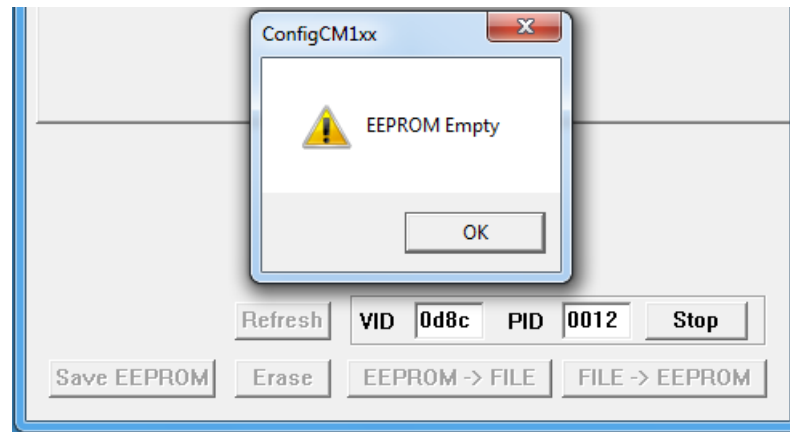 ConfigCM1xx
EEPROM Empty
OK
Refresh VID 0d8c PID 0012 Stop
Save EEPROM Erase EEPROM -> FILE FILE -> EEPROM